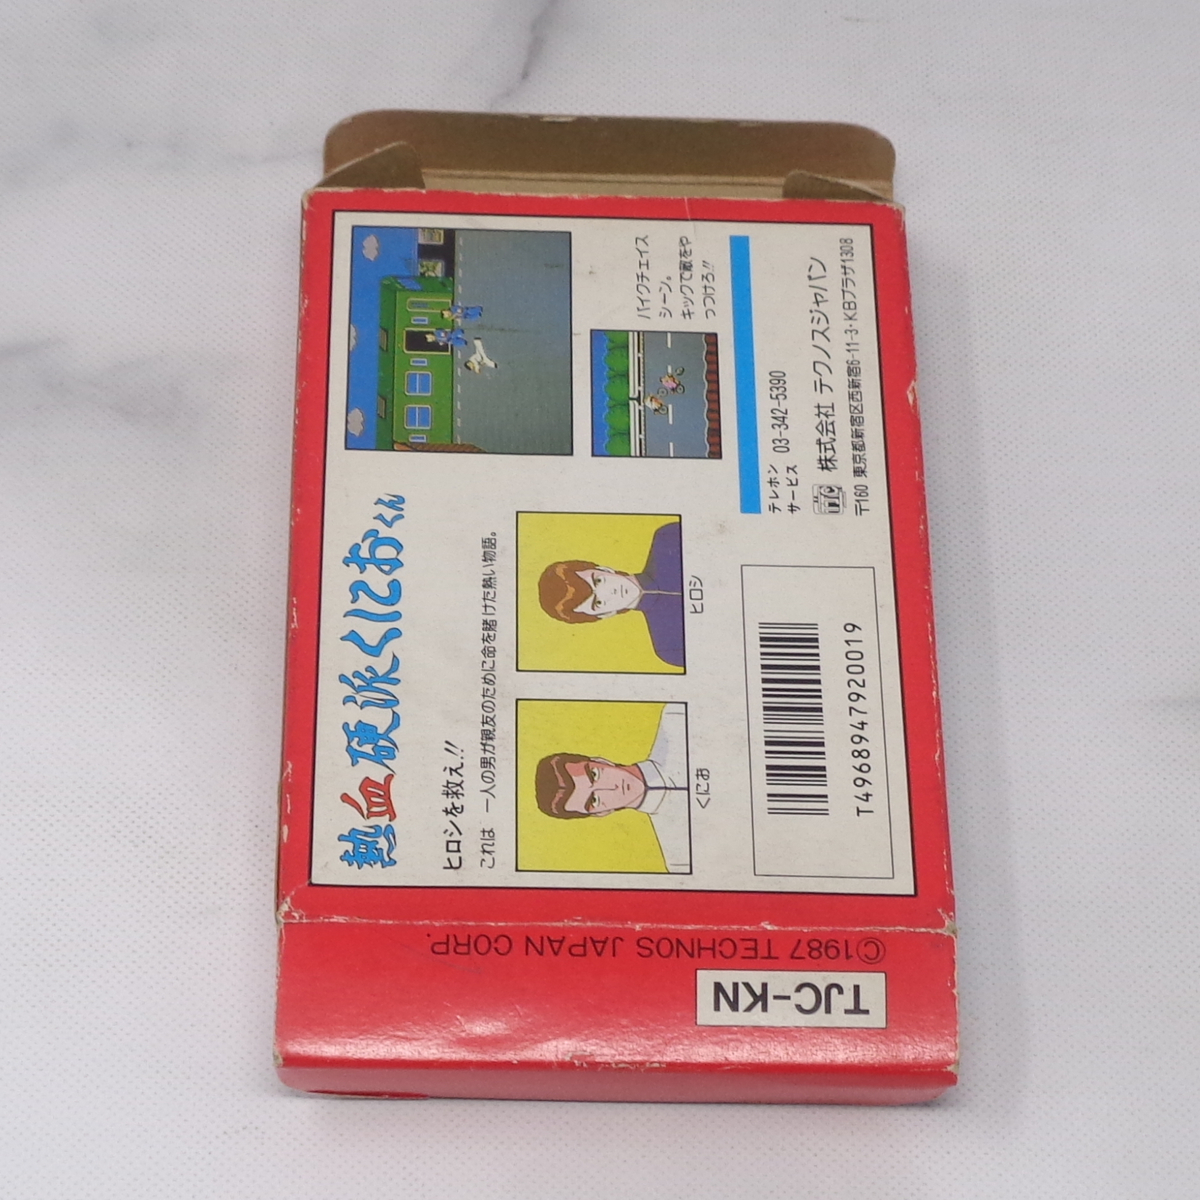 熱血硬派くにおくん
ヒロシを救え!!
これは 一人の男が親友のために命を賭けた熱い物語。
くにお
ヒロシ
バイクチェイス
シーン。
キックで敵をや
っつけろ!!
テレホン
サービス 03-342-5390
株式会社 テクノスジャパン
〒160 東京都新宿区西新宿6-11-3・KBプラザ1308
T4968947920019
©1987 TECHNOS JAPAN CORP.
TJC-KN